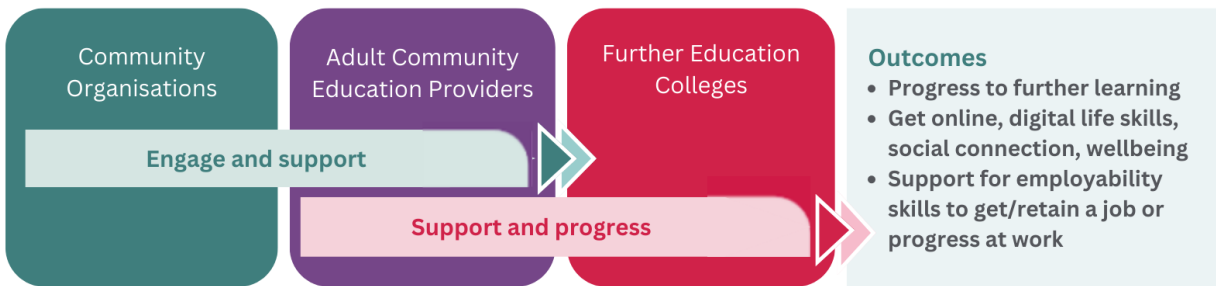 Community
Organisations
Adult Community
Education Providers
Further Education
Colleges
Engage and support
Support and progress
Outcomes
• Progress to further learning
• Get online, digital life skills,
social connection, wellbeing
• Support for employability
skills to get/retain a job or
progress at work